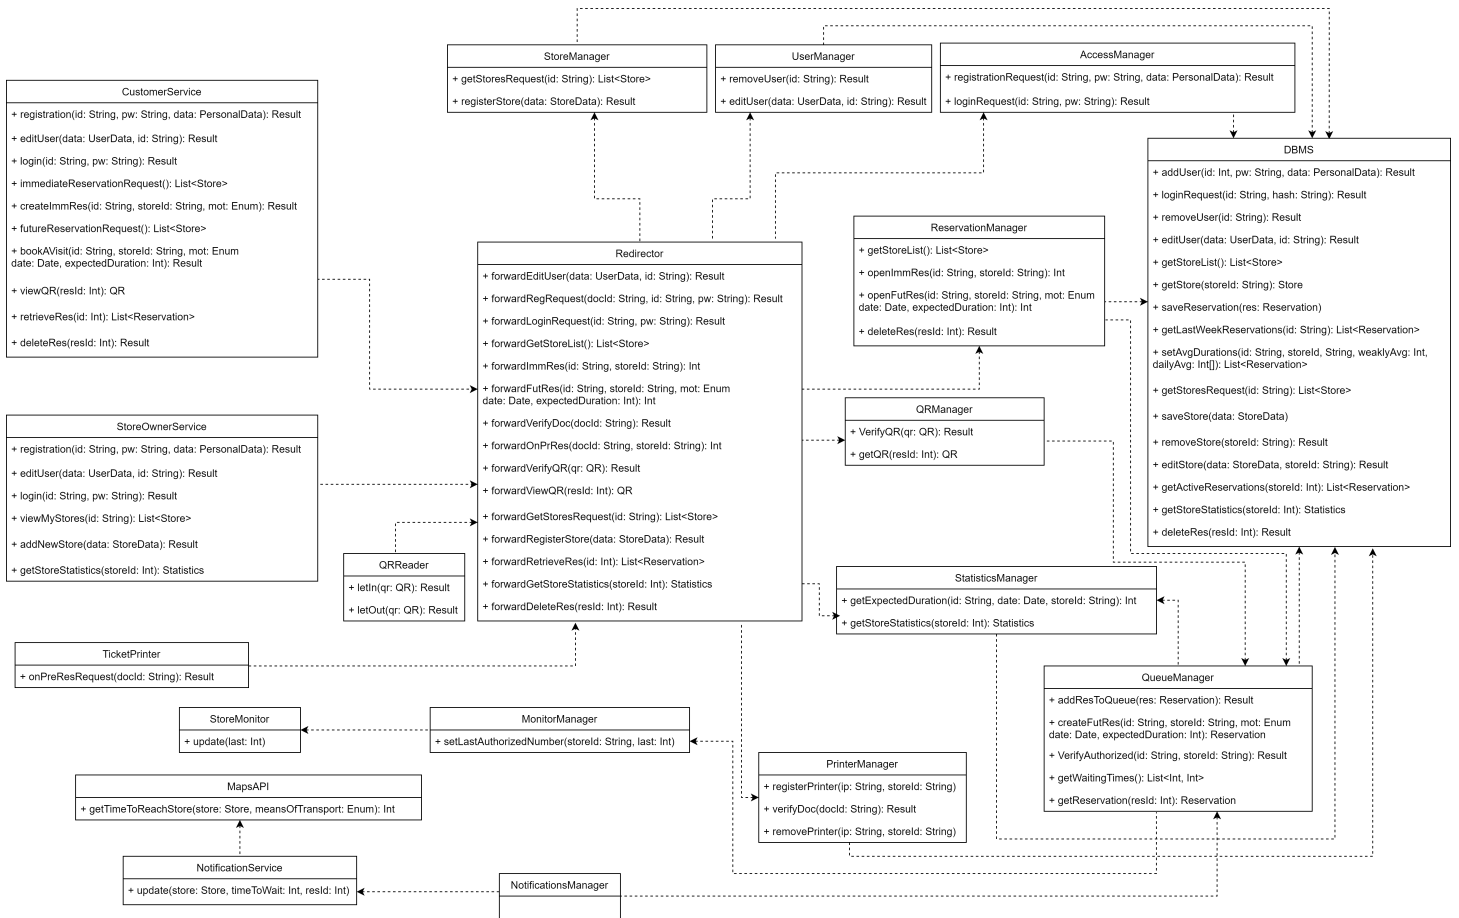 StoreManager
+ getStoresRequest(id: String): List<Store>
+ registerStore(data: StoreData): Result
UserManager
+ removeUser(id: String): Result
+ editUser(data: UserData, id: String): Result
AccessManager
+ registrationRequest(id: String, pw: String, data: PersonalData): Result
+ loginRequest(id: String, pw: String): Result
CustomerService
+ registration(id: String, pw: String, data: PersonalData): Result
+ editUser(data: UserData, id: String): Result
+ login(id: String, pw: String): Result
+ immediateReservationRequest(): List<Store>
+ createImmRes(id: String, storeId: String, mot: Enum): Result
+ futureReservationRequest(): List<Store>
+ bookAVisit(id: String, storeId: String, mot: Enum
date: Date, expectedDuration: Int): Result
+ viewQR(resId: Int): QR
+ retrieveRes(id: Int): List<Reservation>
+ deleteRes(resId: Int): Result
DBMS
+ addUser(id: Int, pw: String, data: PersonalData): Result
+ loginRequest(id: String, hash: String): Result
+ removeUser(id: String): Result
+ editUser(data: UserData, id: String): Result
+ getStoreList(): List<Store>
+ getStore(storeId: String): Store
+ saveReservation(res: Reservation)
+ getLastWeekReservations(id: String): List<Reservation>
+ setAvgDurations(id: String, storeId, String, weaklyAvg: Int,
dailyAvg: Int[]): List<Reservation>
+ getStoresRequest(id: String): List<Store>
+ saveStore(data: StoreData)
+ removeStore(storeId: String): Result
+ editStore(data: StoreData, storeId: String): Result
+ getActiveReservations(storeId: Int): List<Reservation>
+ getStoreStatistics(storeId: Int): Statistics
+ deleteRes(resId: Int): Result
ReservationManager
+ getStoreList(): List<Store>
+ openImmRes(id: String, storeId: String): Int
+ openFutRes(id: String, storeId: String, mot: Enum
date: Date, expectedDuration: Int): Int
+ deleteRes(resId: Int): Result
Redirector
+ forwardEditUser(data: UserData, id: String): Result
+ forwardRegRequest(docId: String, id: String, pw: String): Result
+ forwardLoginRequest(id: String, pw: String): Result
+ forwardGetStoreList(): List<Store>
+ forwardImmRes(id: String, storeId: String): Int
+ forwardFutRes(id: String, storeId: String, mot: Enum
date: Date, expectedDuration: Int): Int
+ forwardVerifyDoc(docId: String): Result
+ forwardOnPrRes(docId: String, storeId: String): Int
+ forwardVerifyQR(qr: QR): Result
+ forwardViewQR(resId: Int): QR
+ forwardGetStoresRequest(id: String): List<Store>
+ forwardRegisterStore(data: StoreData): Result
+ forwardRetrieveRes(id: Int): List<Reservation>
+ forwardGetStoreStatistics(storeId: Int): Statistics
+ forwardDeleteRes(resId: Int): Result
QRManager
+ VerifyQR(qr: QR): Result
+ getQR(resId: Int): QR
StoreOwnerService
+ registration(id: String, pw: String, data: PersonalData): Result
+ editUser(data: UserData, id: String): Result
+ login(id: String, pw: String): Result
+ viewMyStores(id: String): List<Store>
+ addNewStore(data: StoreData): Result
+ getStoreStatistics(storeId: Int): Statistics
QRReader
+ letIn(qr: QR): Result
+ letOut(qr: QR): Result
StatisticsManager
+ getExpectedDuration(id: String, date: Date, storeId: String): Int
+ getStoreStatistics(storeId: Int): Statistics
TicketPrinter
+ onPreResRequest(docId: String): Result
QueueManager
+ addResToQueue(res: Reservation): Result
+ createFutRes(id: String, storeId: String, mot: Enum
date: Date, expectedDuration: Int): Reservation
+ VerifyAuthorized(id: String, storeId: String): Result
+ getWaitingTimes(): List<Int, Int>
+ getReservation(resId: Int): Reservation
StoreMonitor
+ update(last: Int)
MonitorManager
+ setLastAuthorizedNumber(storeId: String, last: Int)
PrinterManager
+ registerPrinter(ip: String, storeId: String)
+ verifyDoc(docId: String): Result
+ removePrinter(ip: String, storeId: String)
MapsAPI
+ getTimeToReachStore(store: Store, meansOfTransport: Enum): Int
NotificationService
+ update(store: Store, timeToWait: Int, resId: Int)
NotificationsManager